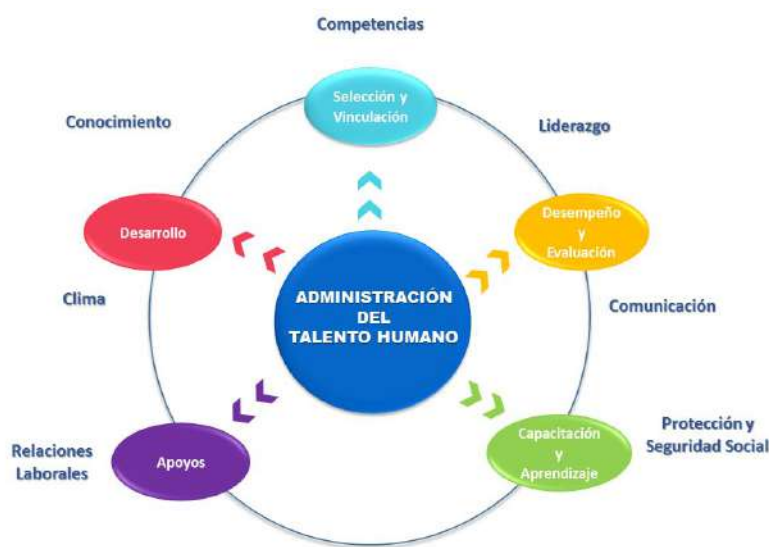 Competencias
Selección y
Vinculación
Conocimiento
Liderazgo
Desarrollo
Desempeño
y
Evaluación
ADMINISTRACIÓN
DEL
TALENTO HUMANO
Clima
Comunicación
Relaciones
Laborales
Apoyos
Capacitación
y
Aprendizaje
Protección y
Seguridad Social